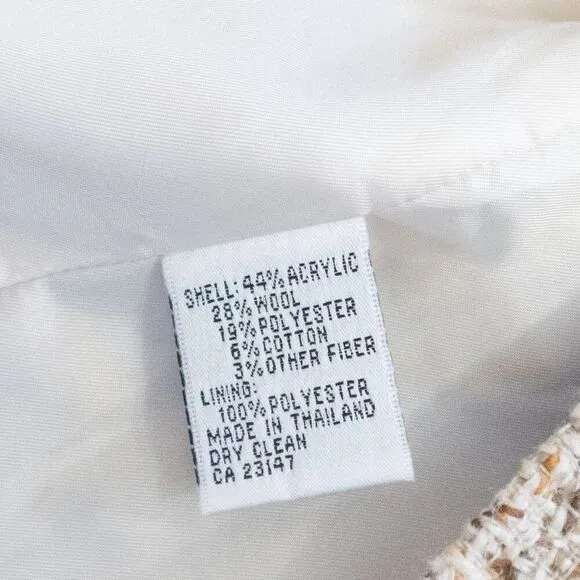 SHELL: 44% ACRYLIC
28% WOOL
19% POLYESTER
6% COTTON
3% OTHER FIBER
LINING:
100% POLYESTER
MADE IN THAILAND
DRY CLEAN
CA 23147